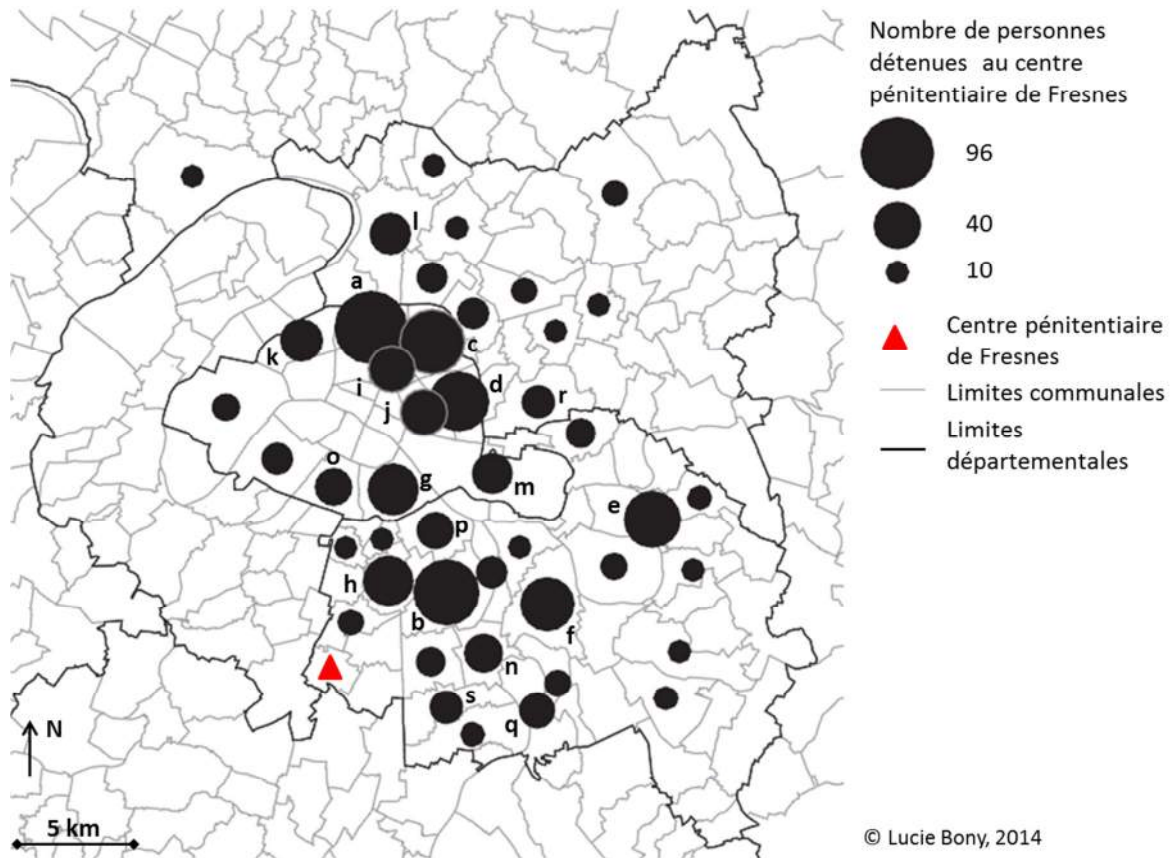 Nombre de personnes
détenues au centre
pénitentiaire de Fresnes
96
40
10
Centre pénitentiaire
de Fresnes
Limites communales
Limites
départementales
l
a
c
k
i
d
j
r
o
g
m
e
p
h
b
f
n
s
q
N
5 km
© Lucie Bony, 2014